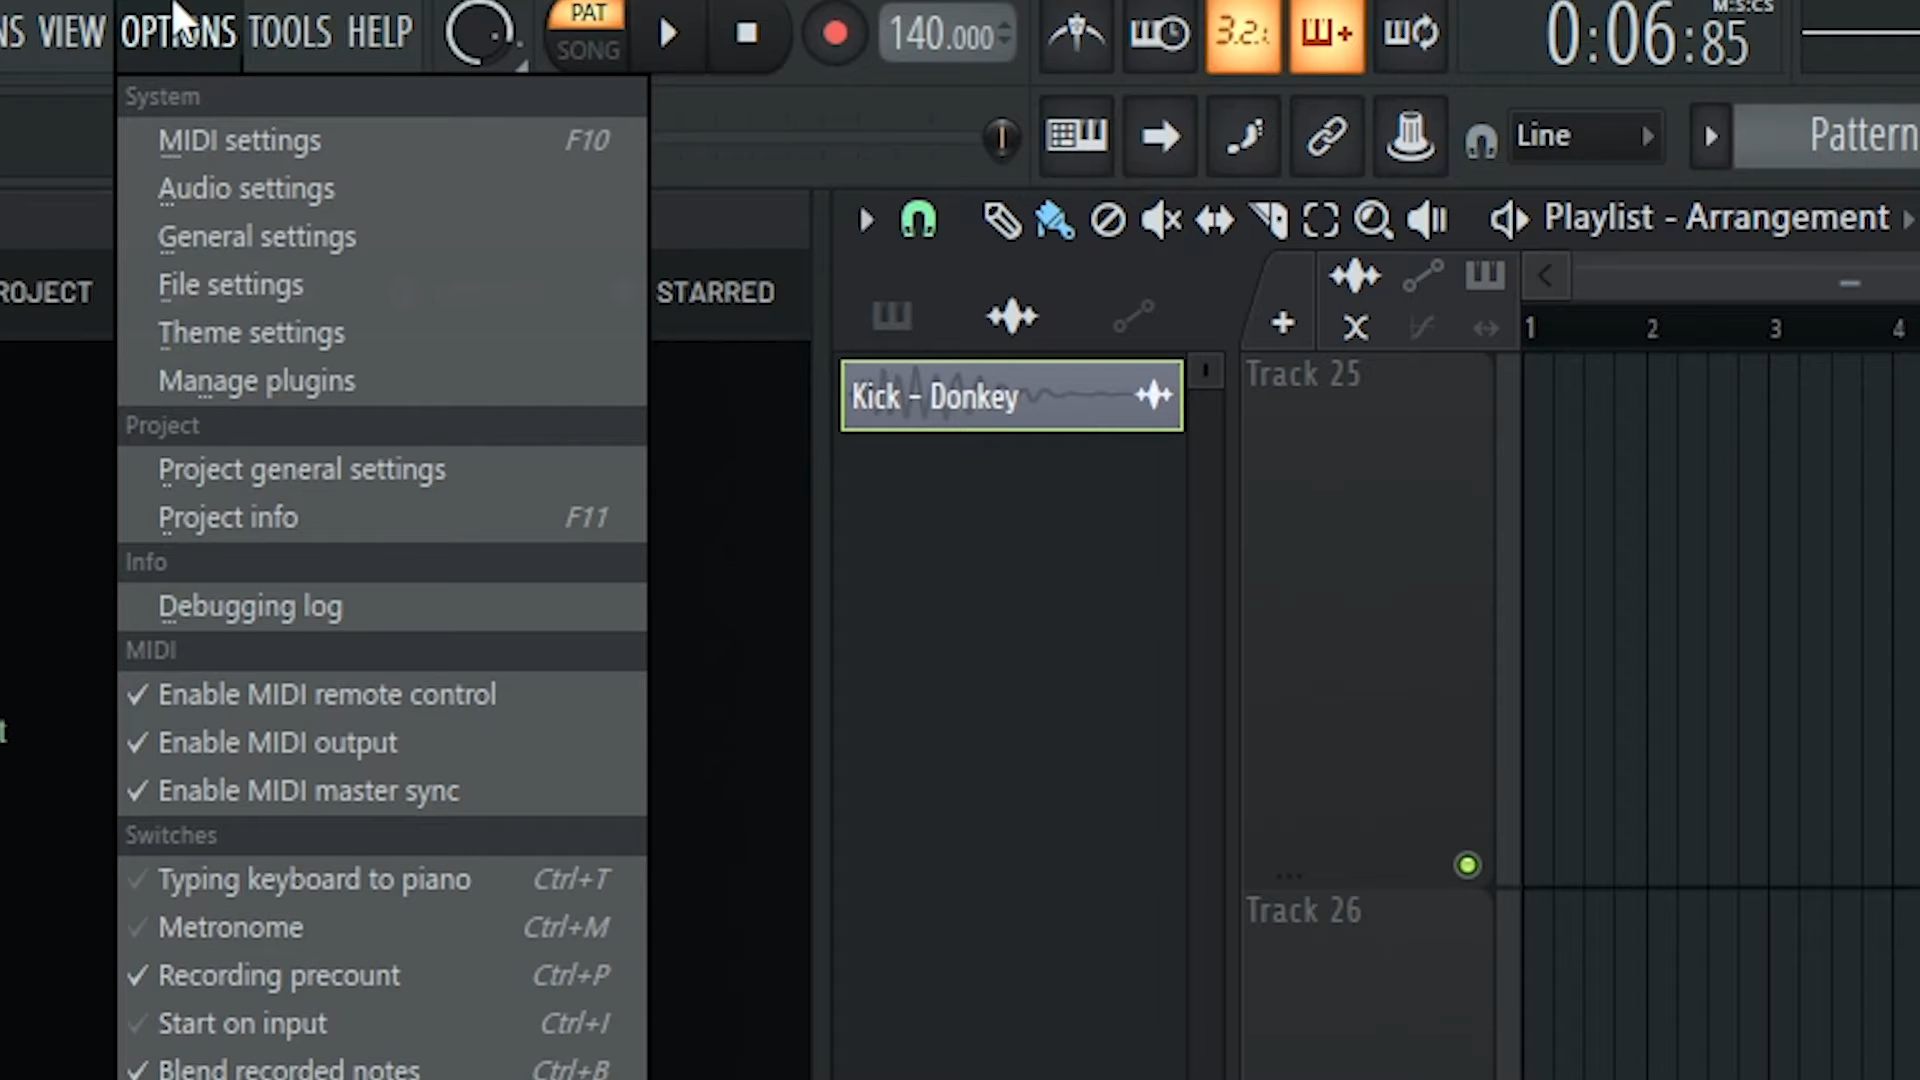 NS VIEW OPTIONS TOOLS HELP
PAT
SONG
140.000
3.2.
M:S:CS
0:06:85
Line
Pattern
System
MIDI settings F10
Audio settings
General settings
File settings
Theme settings
Manage plugins
Project
Project general settings
Project info F11
Info
Debugging log
MIDI
Enable MIDI remote control
Enable MIDI output
Enable MIDI master sync
Switches
Typing keyboard to piano Ctrl+T
Metronome Ctrl+M
Recording precount Ctrl+P
Start on input Ctrl+I
Blend recorded notes Ctrl+B
ROJECT
STARRED
t
Playlist - Arrangement
1 2 3 4
Kick - Donkey
Track 25
Track 26